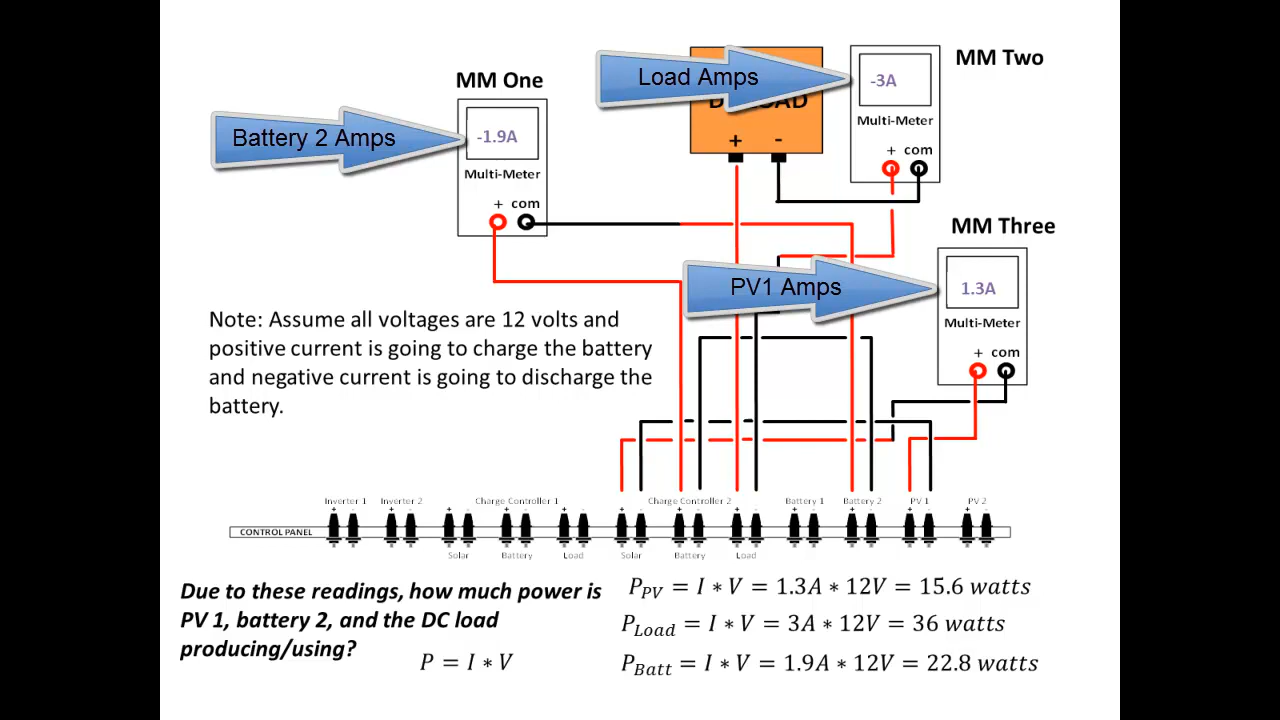 MM Two
Load Amps
-3A
MM One
Multi-Meter
+ com
Battery 2 Amps
-1.9A
+ -
Multi-Meter
+ com
MM Three
PV1 Amps
1.3A
Multi-Meter
+ com
Note: Assume all voltages are 12 volts and
positive current is going to charge the battery
and negative current is going to discharge the
battery.
Inverter 1 Inverter 2 Charge Controller 1 Charge Controller 2 Battery 1 Battery 2 PV 1 PV 2
+ - + - + - + - + - + - + - + - + - + - + - + -
CONTROL PANEL
Solar Battery Load Solar Battery Load
Due to these readings, how much power is
PV 1, battery 2, and the DC load
producing/using?
P = I ∗ V
P_PV = I ∗ V = 1.3A ∗ 12V = 15.6 watts
P_Load = I ∗ V = 3A ∗ 12V = 36 watts
P_Batt = I ∗ V = 1.9A ∗ 12V = 22.8 watts